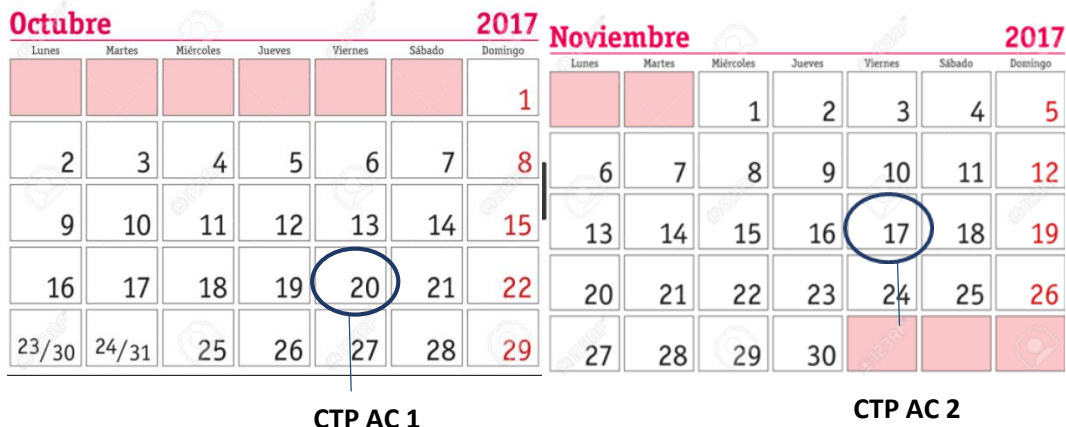 Octubre 2017
Lunes Martes Miércoles Jueves Viernes Sábado Domingo
1
2 3 4 5 6 7 8
9 10 11 12 13 14 15
16 17 18 19 20 21 22
23/30 24/31 25 26 27 28 29
CTP AC 1
Noviembre 2017
Lunes Martes Miércoles Jueves Viernes Sábado Domingo
1 2 3 4 5
6 7 8 9 10 11 12
13 14 15 16 17 18 19
20 21 22 23 24 25 26
27 28 29 30
CTP AC 2